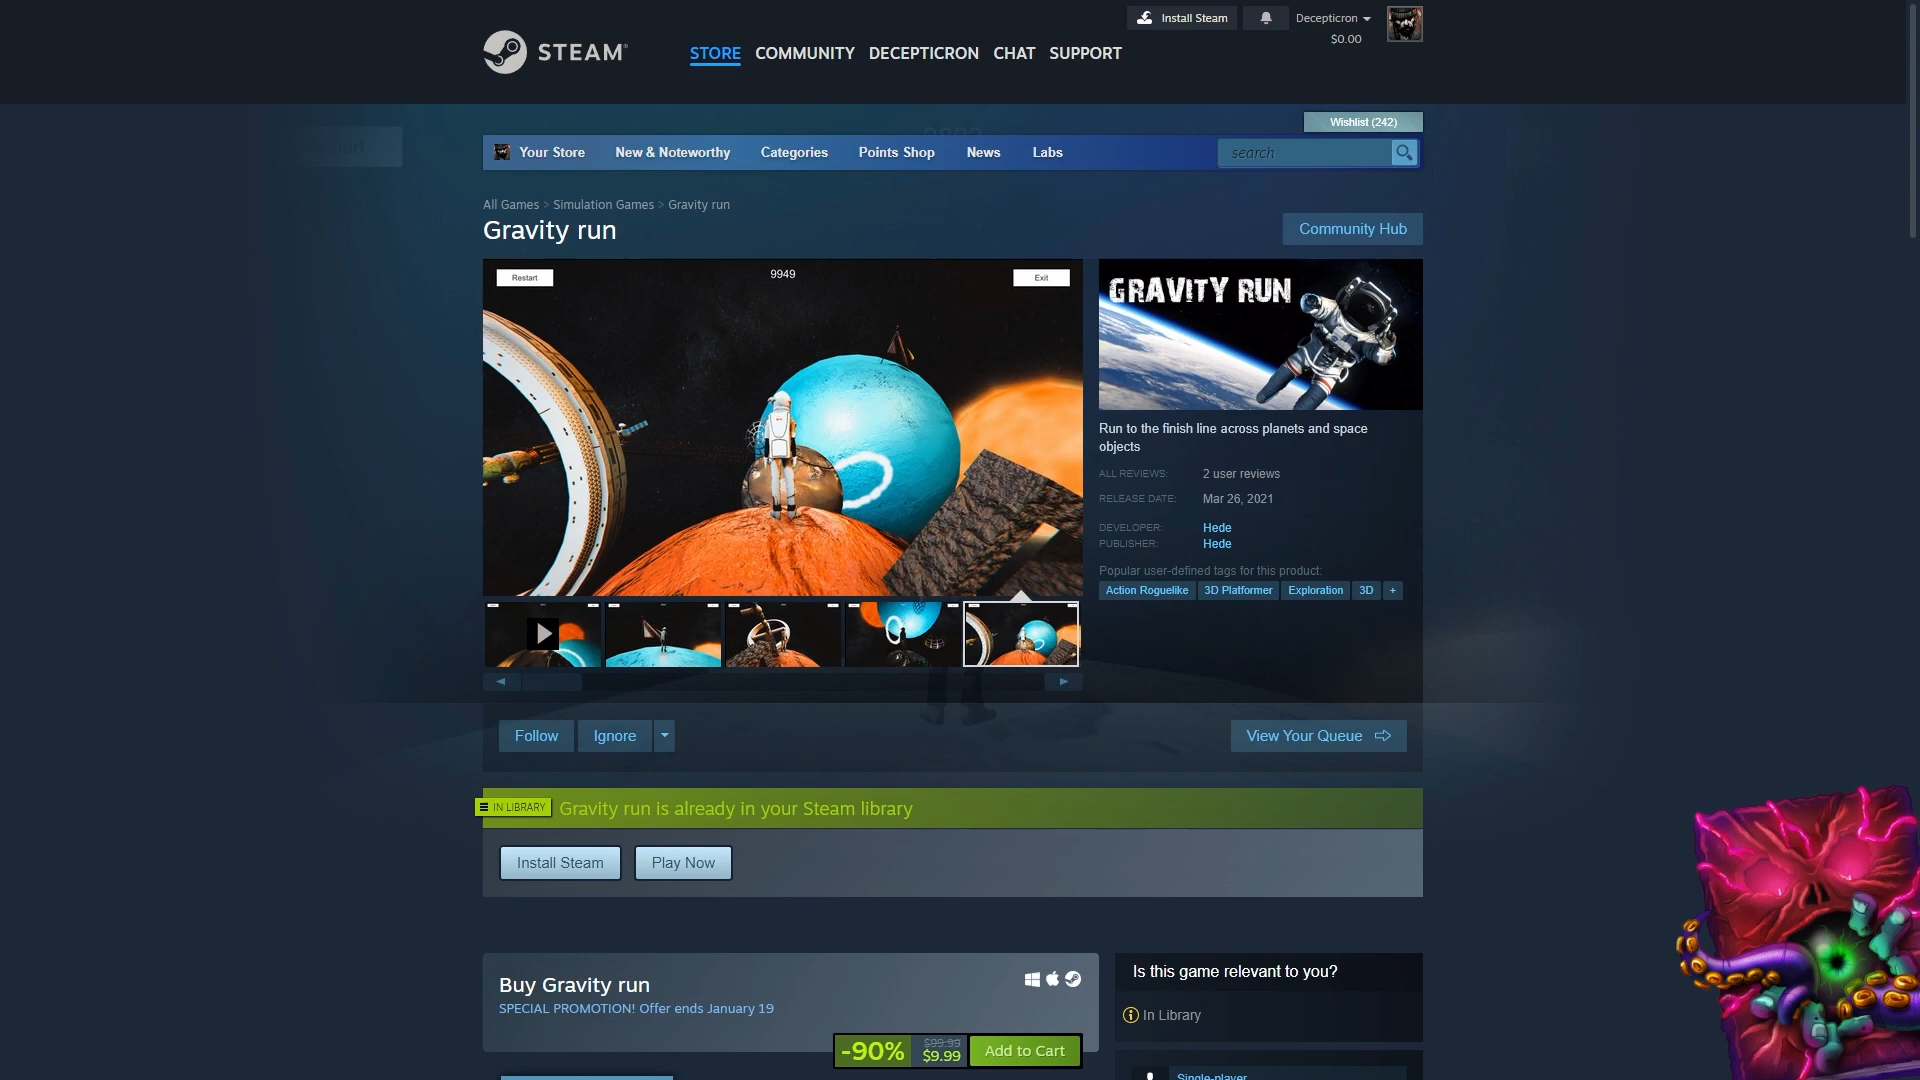 Install Steam
Decepticron
$0.00
STEAM
STORE COMMUNITY DECEPTICRON CHAT SUPPORT
Wishlist (242)
Your Store New & Noteworthy Categories Points Shop News Labs
search
All Games > Simulation Games > Gravity run
Gravity run
Community Hub
Restart
9949
Exit
GRAVITY RUN
Run to the finish line across planets and space
objects
ALL REVIEWS: 2 user reviews
RELEASE DATE: Mar 26, 2021
DEVELOPER: Hede
PUBLISHER: Hede
Popular user-defined tags for this product:
Action Roguelike 3D Platformer Exploration 3D +
Follow Ignore
View Your Queue
IN LIBRARY
Gravity run is already in your Steam library
Install Steam Play Now
Buy Gravity run
SPECIAL PROMOTION! Offer ends January 19
-90%
$99.99
$9.99
Add to Cart
Is this game relevant to you?
In Library
Single-player